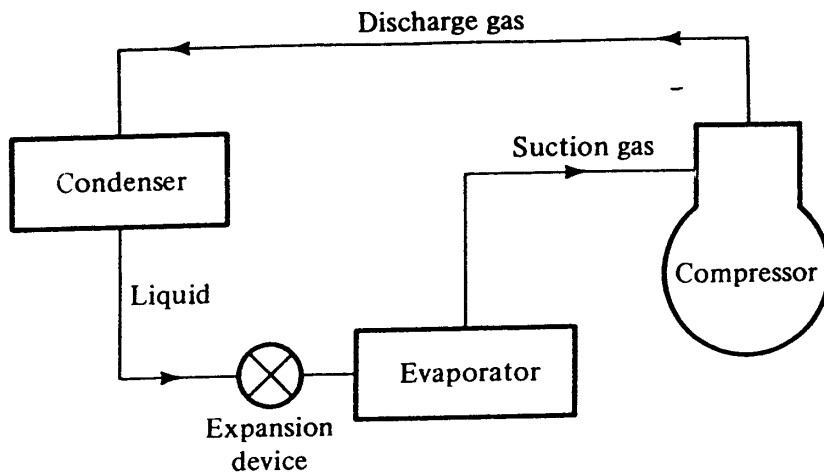 Discharge gas
Suction gas
Condenser
Compressor
Liquid
Evaporator
Expansion
device